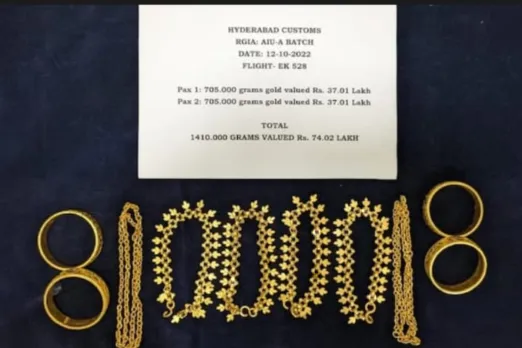 HYDERABAD CUSTOMS
RGIA: AIU-A BATCH
DATE: 12-10-2022
FLIGHT- EK 528
Pax 1: 705.000 grams gold valued Rs. 37.01 Lakh
Pax 2: 705.000 grams gold valued Rs. 37.01 Lakh
TOTAL
1410.000 GRAMS VALUED Rs. 74.02 LAKH